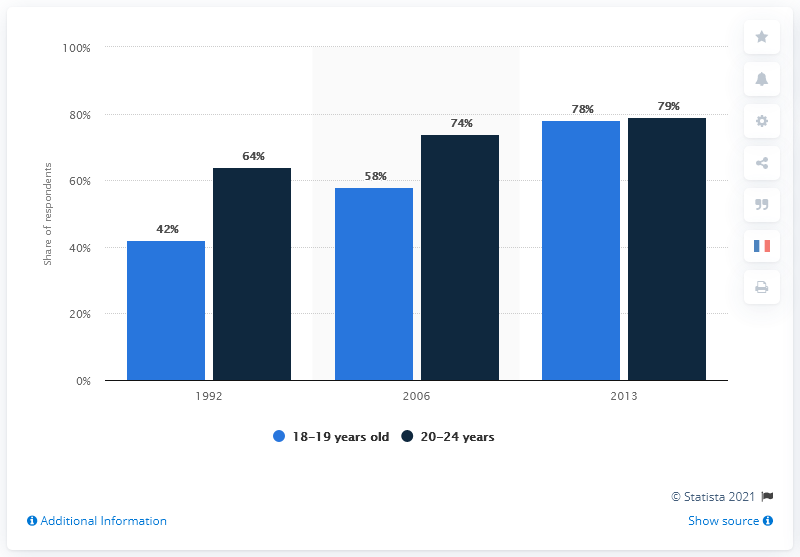 100%
80%
60%
40%
20%
0%
Share of respondents
42%
64%
58%
74%
78%
79%
1992
2006
2013
18-19 years old
20-24 years
© Statista 2021
Additional Information
Show source